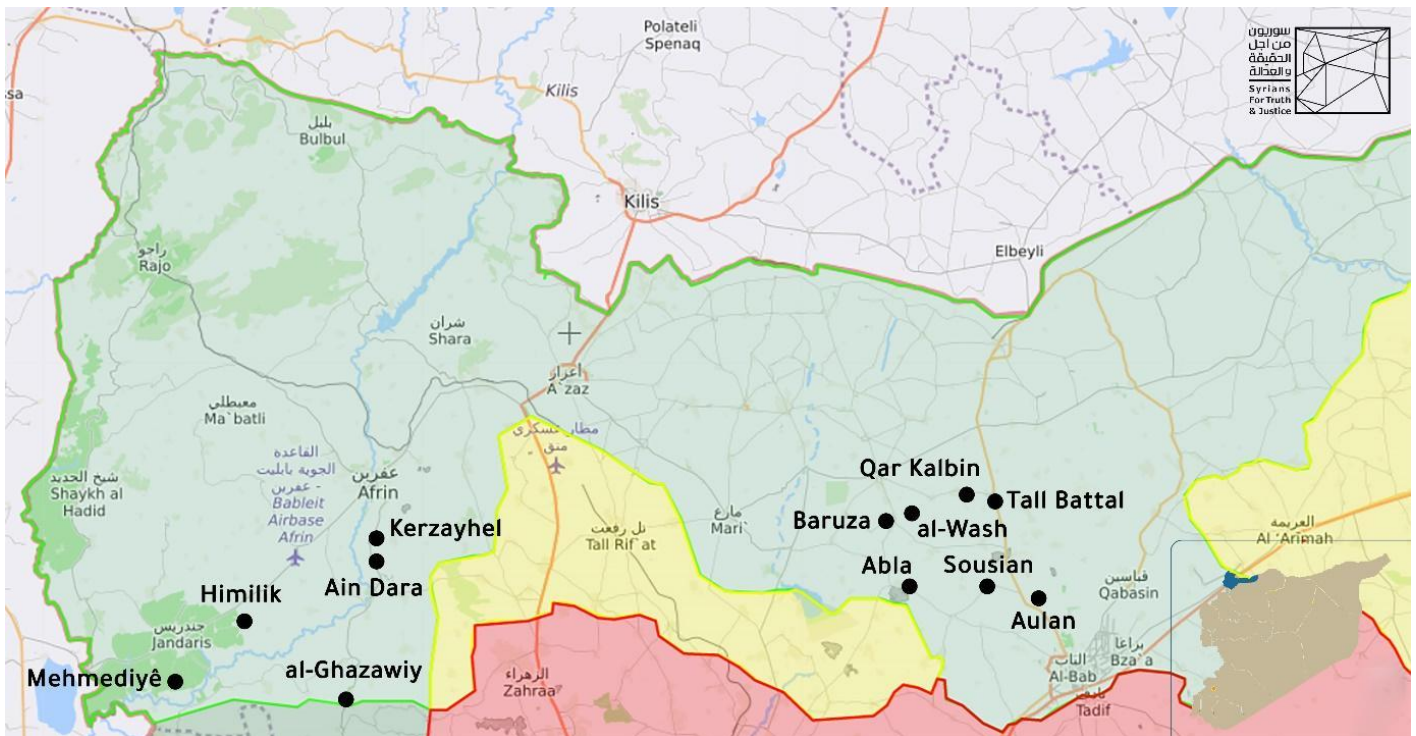 Polateli
Spenaq
سوريون
من أجل
الحقيقة
والعدالة
Syrians
For Truth
& Justice
ssa
Kilis
بلبل
Bulbul
Kilis
راجو
Rajo
Elbeyli
شران
Shara
أعزاز
A`zaz
معبطلي
Ma`batli
مطار عسكري
منق
القاعدة
الجوية بابليت
- عفرين
Bableit
Airbase
Afrin
عفرين
Afrin
شيخ الحديد
Shaykh al
Hadid
Qar Kalbin
Tall Battal
Baruza
al-Wash
مارع
Mari`
تل رفعت
Tall Rif`at
العريمة
Al `Arimah
Kerzayhel
Ain Dara
Abla
Sousian
Aulan
قباسين
Qabasin
Himilik
جنديرس
Jandaris
Mehmediyê
al-Ghazawiy
الزهراء
Zahraa
الباب
Al-Bab
بزاعا
Bza`a
تادف
Tadif